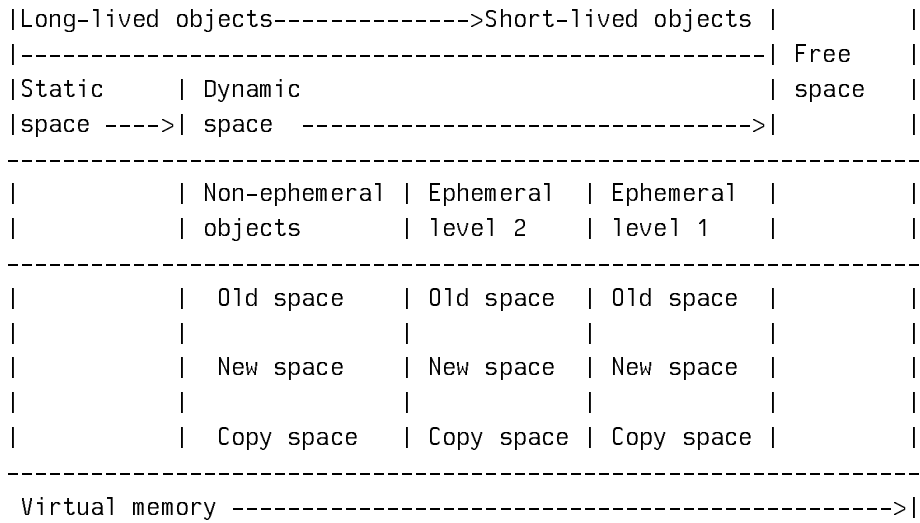 |Long-lived objects-------------->Short-lived objects |          |
|-----------------------------------------------------| Free     |
|Static     | Dynamic                                 | space    |
|space ---->| space  -------------------------------->|          |
-----------------------------------------------------------------
|           | Non-ephemeral | Ephemeral  | Ephemeral  |          |
|           | objects       | level 2    | level 1    |          |
-----------------------------------------------------------------
|           |  Old space    | Old space  | Old space  |          |
|           |               |            |            |          |
|           |  New space    | New space  | New space  |          |
|           |               |            |            |          |
|           |  Copy space   | Copy space | Copy space |          |
-----------------------------------------------------------------
 Virtual memory ----------------------------------------------->|